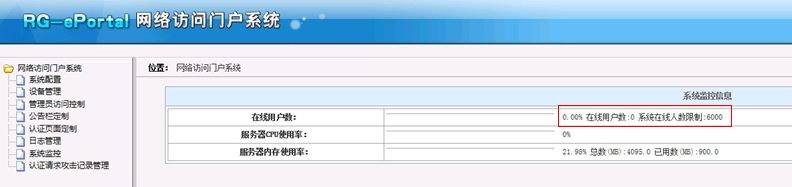 RG-ePortal 网络访问门户系统
网络访问门户系统
系统配置
设备管理
管理员访问控制
公告栏定制
认证页面定制
日志管理
系统监控
认证请求攻击记录管理
位置： 网络访问门户系统
系统监控信息
在线用户数： 0.00% 在线用户数:0 系统在线人数限制:6000
服务器CPU使用率： 0%
服务器内存使用率： 21.98% 总数(MB):4095.0 已用数(MB):900.0